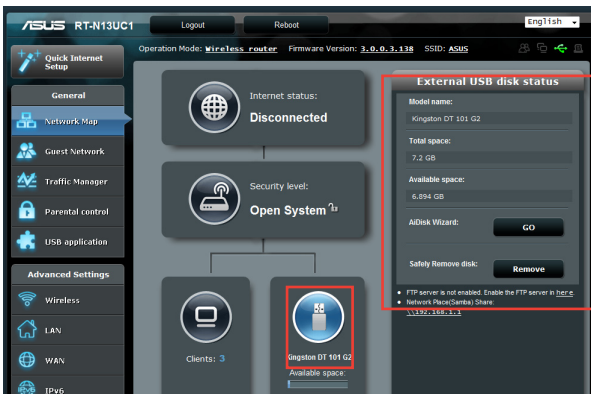 ASUS RT-N13UC1
Logout
Reboot
English
Operation Mode: Wireless router Firmware Version: 3.0.0.3.138 SSID: ASUS
Quick Internet
Setup
General
Network Map
Guest Network
Traffic Manager
Parental control
USB application
Advanced Settings
Wireless
LAN
WAN
IPv6
Internet status:
Disconnected
Security level:
Open System
Clients: 3
Kingston DT 101 G2
Available space:
External USB disk status
Model name:
Kingston DT 101 G2
Total space:
7.2 GB
Available space:
6.894 GB
AiDisk Wizard:
GO
Safely Remove disk:
Remove
FTP server is not enabled. Enable the FTP server in here.
Network Place(Samba) Share:
\\192.168.1.1